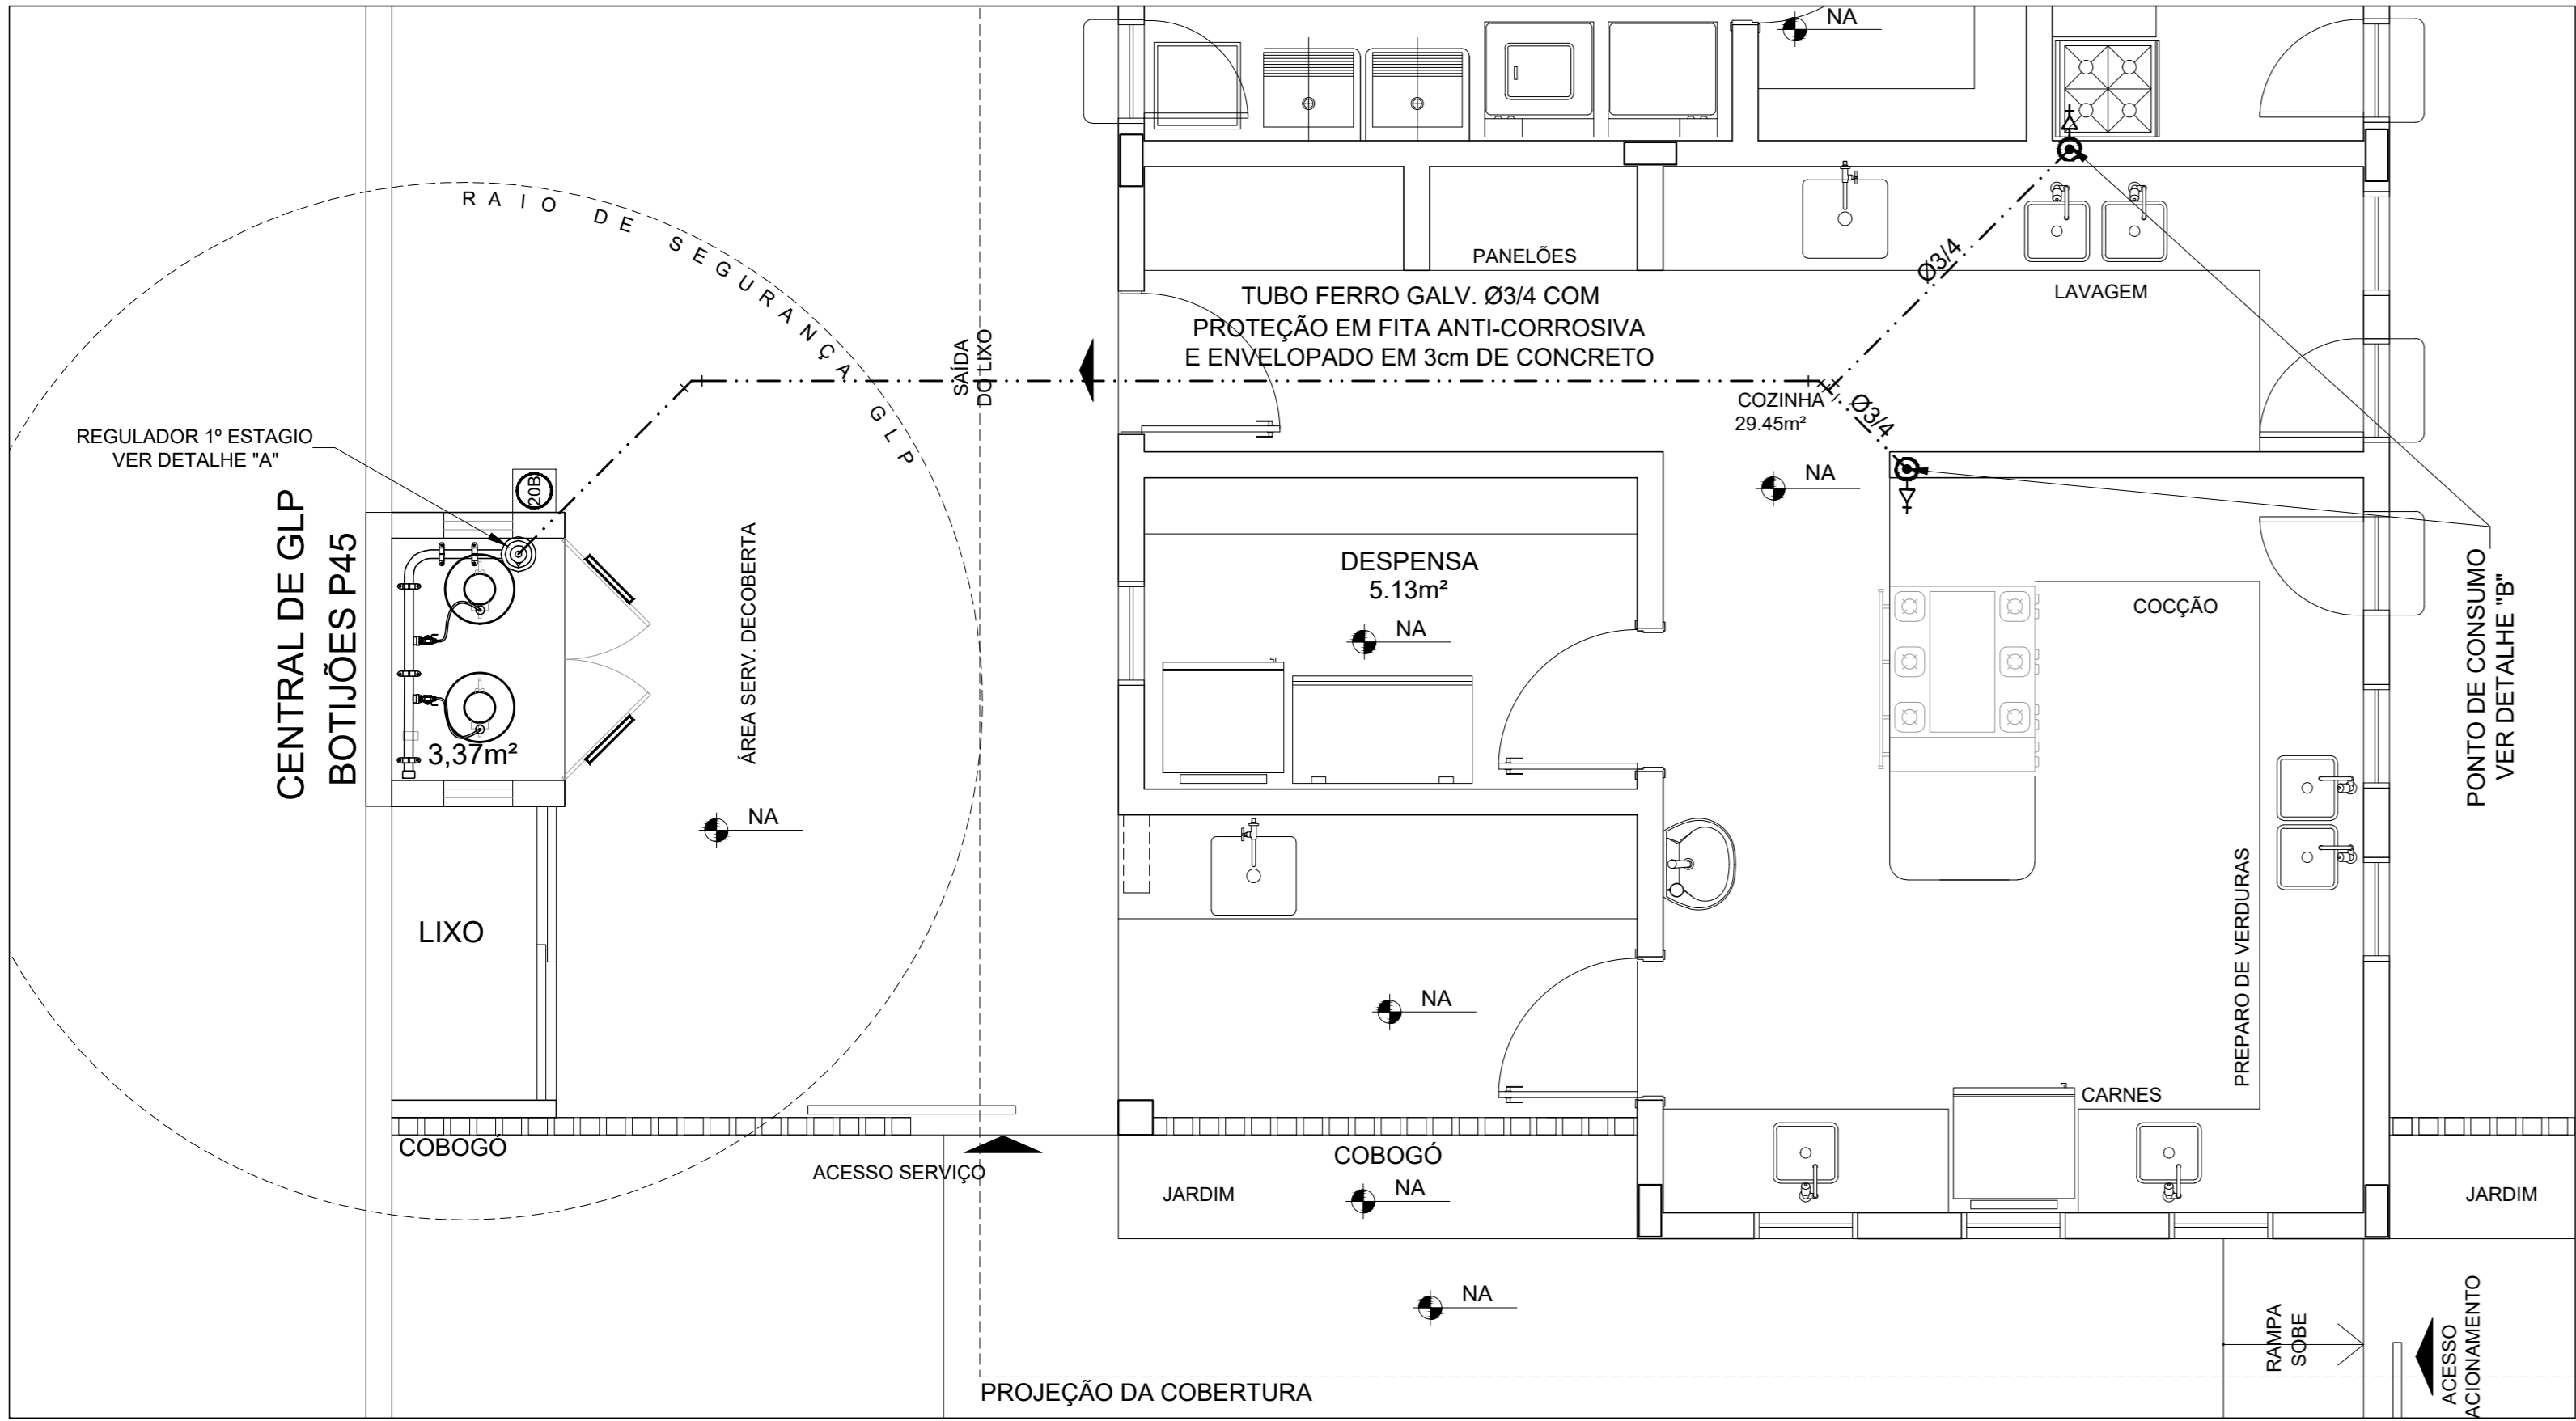 NA
RAIO DE SEGURANÇA GLP
PANELÕES
TUBO FERRO GALV. Ø3/4 COM
PROTEÇÃO EM FITA ANTI-CORROSIVA
E ENVELOPADO EM 3cm DE CONCRETO
Ø3/4
LAVAGEM
SAÍDA
DO LIXO
COZINHA
29.45m²
Ø3/4
REGULADOR 1º ESTAGIO
VER DETALHE "A"
NA
20B
CENTRAL DE GLP
BOTIJÕES P45
ÁREA SERV. DECOBERTA
DESPENSA
5.13m²
NA
COCÇÃO
PONTO DE CONSUMO
VER DETALHE "B"
3,37m²
NA
LIXO
PREPARO DE VERDURAS
NA
CARNES
COBOGÓ
ACESSO SERVIÇO
COBOGÓ
JARDIM
NA
JARDIM
NA
RAMPA
SOBE
ACESSO
ACIONAMENTO
PROJEÇÃO DA COBERTURA